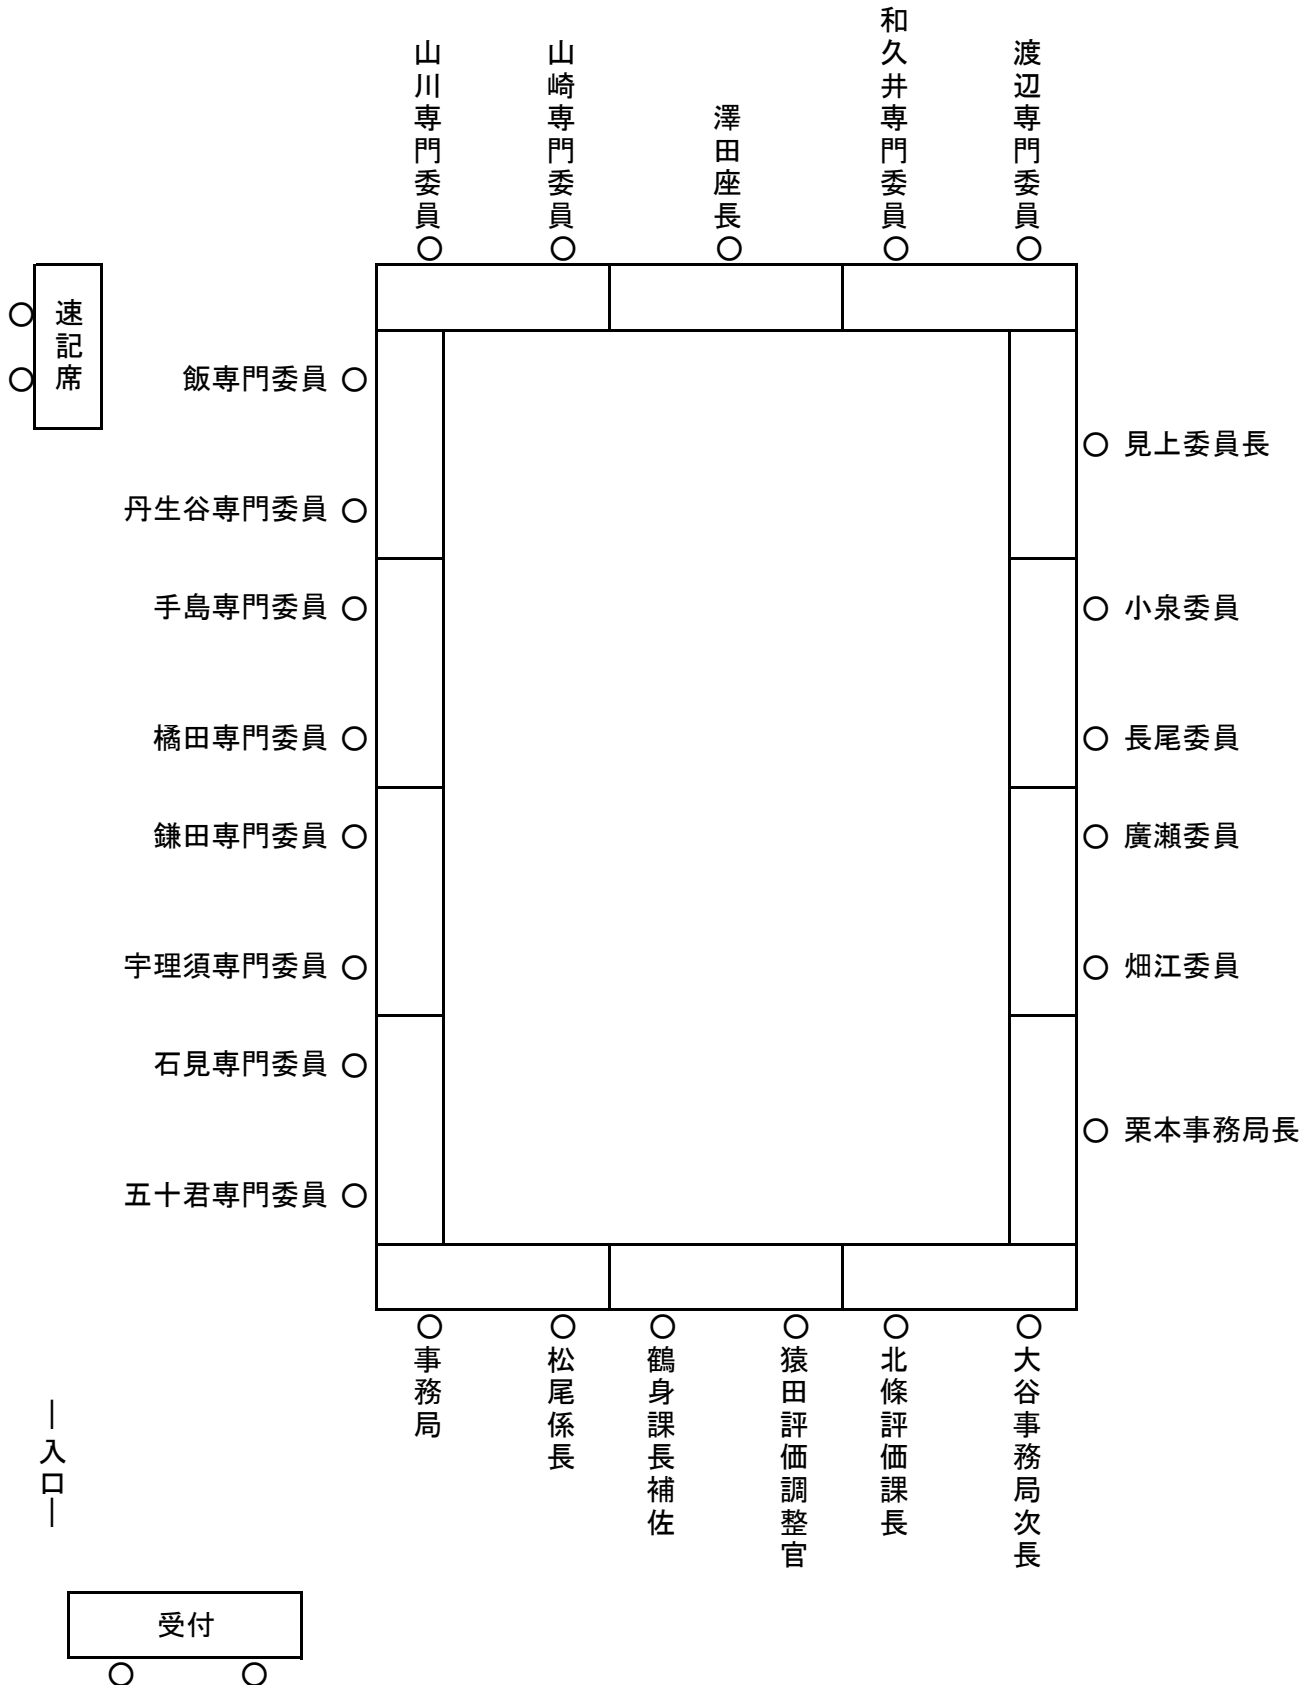 山川専門委員
山崎専門委員
澤田座長
和久井専門委員
渡辺専門委員
速記席
飯専門委員
丹生谷専門委員
手島専門委員
橘田専門委員
鎌田専門委員
宇理須専門委員
石見専門委員
五十君専門委員
見上委員長
小泉委員
長尾委員
廣瀬委員
畑江委員
栗本事務局長
事務局
松尾係長
鶴身課長補佐
猿田評価調整官
北條評価課長
大谷事務局次長
―入口―
受付